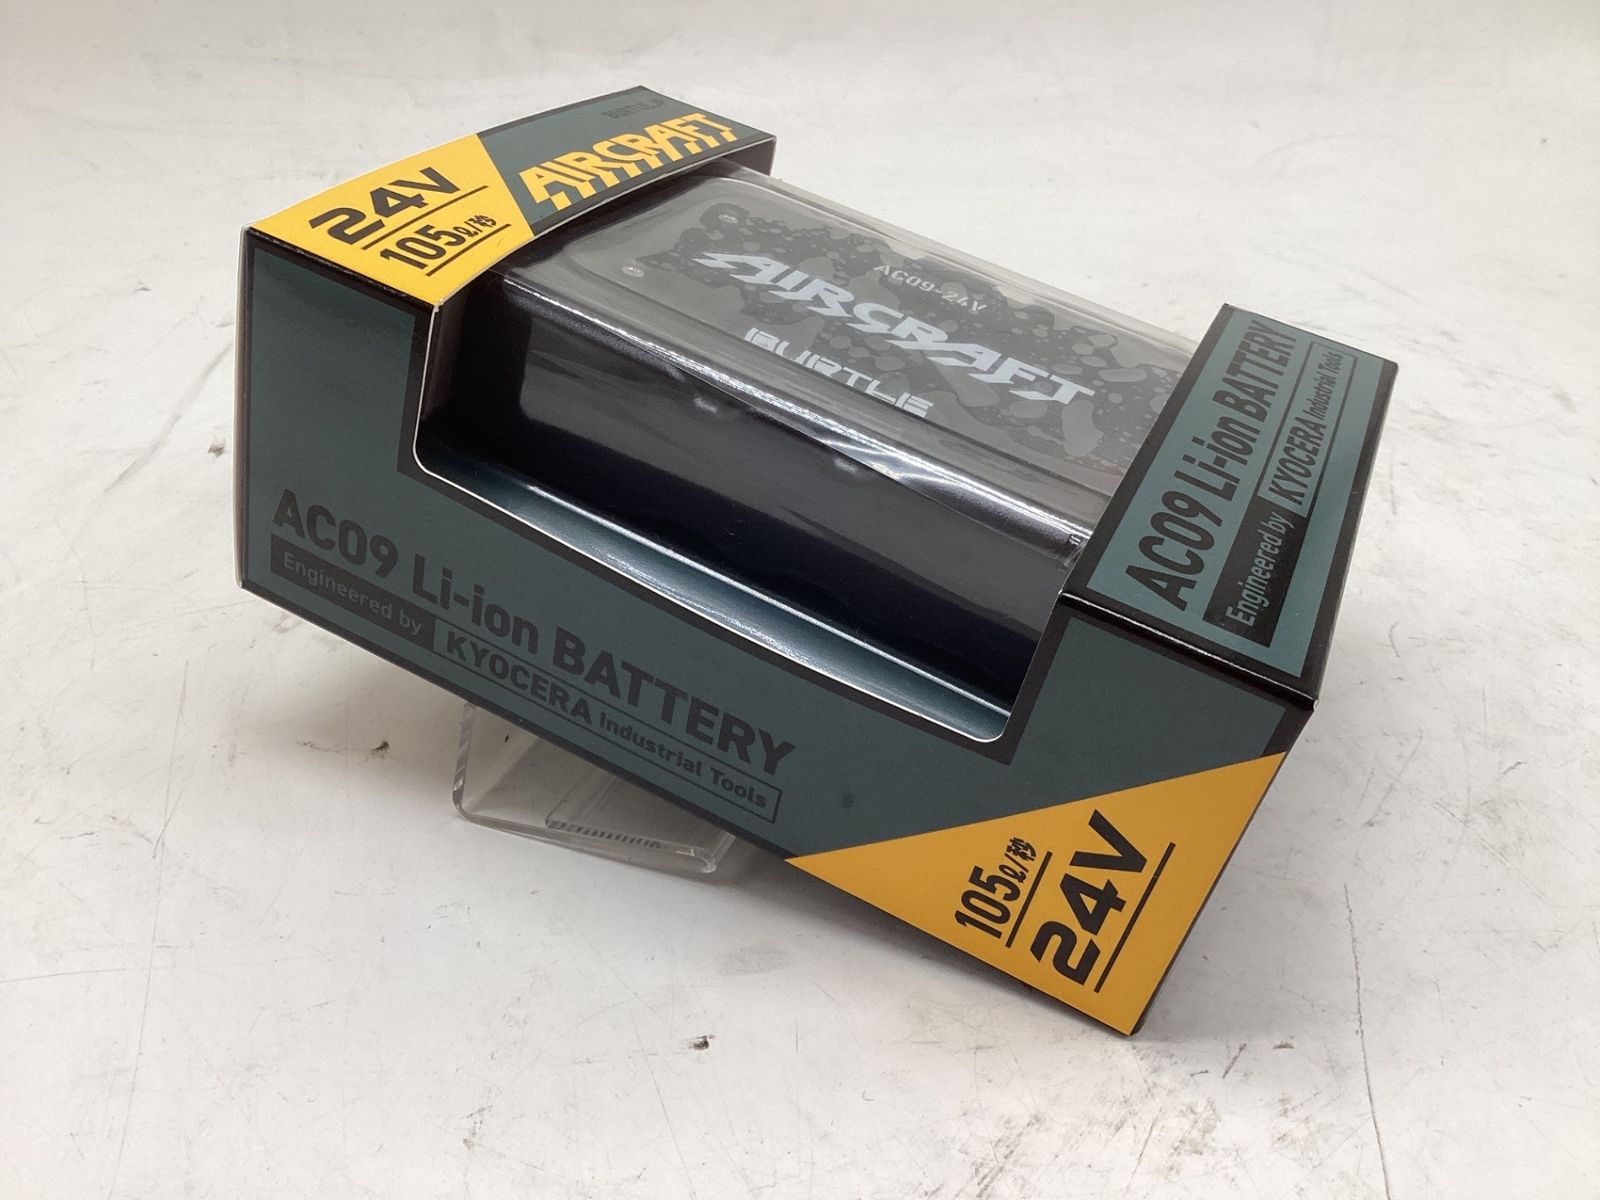 BURTLE.JP
24V
105ℓ/秒
AIRCRAFT
AC09-24V
AIRCRAFT
BURTLE
AC09 Li-ion BATTERY
Engineered by KYOCERA Industrial Tools
AC09 Li-ion BATTERY
Engineered by KYOCERA Industrial Tools
105ℓ/秒
24V